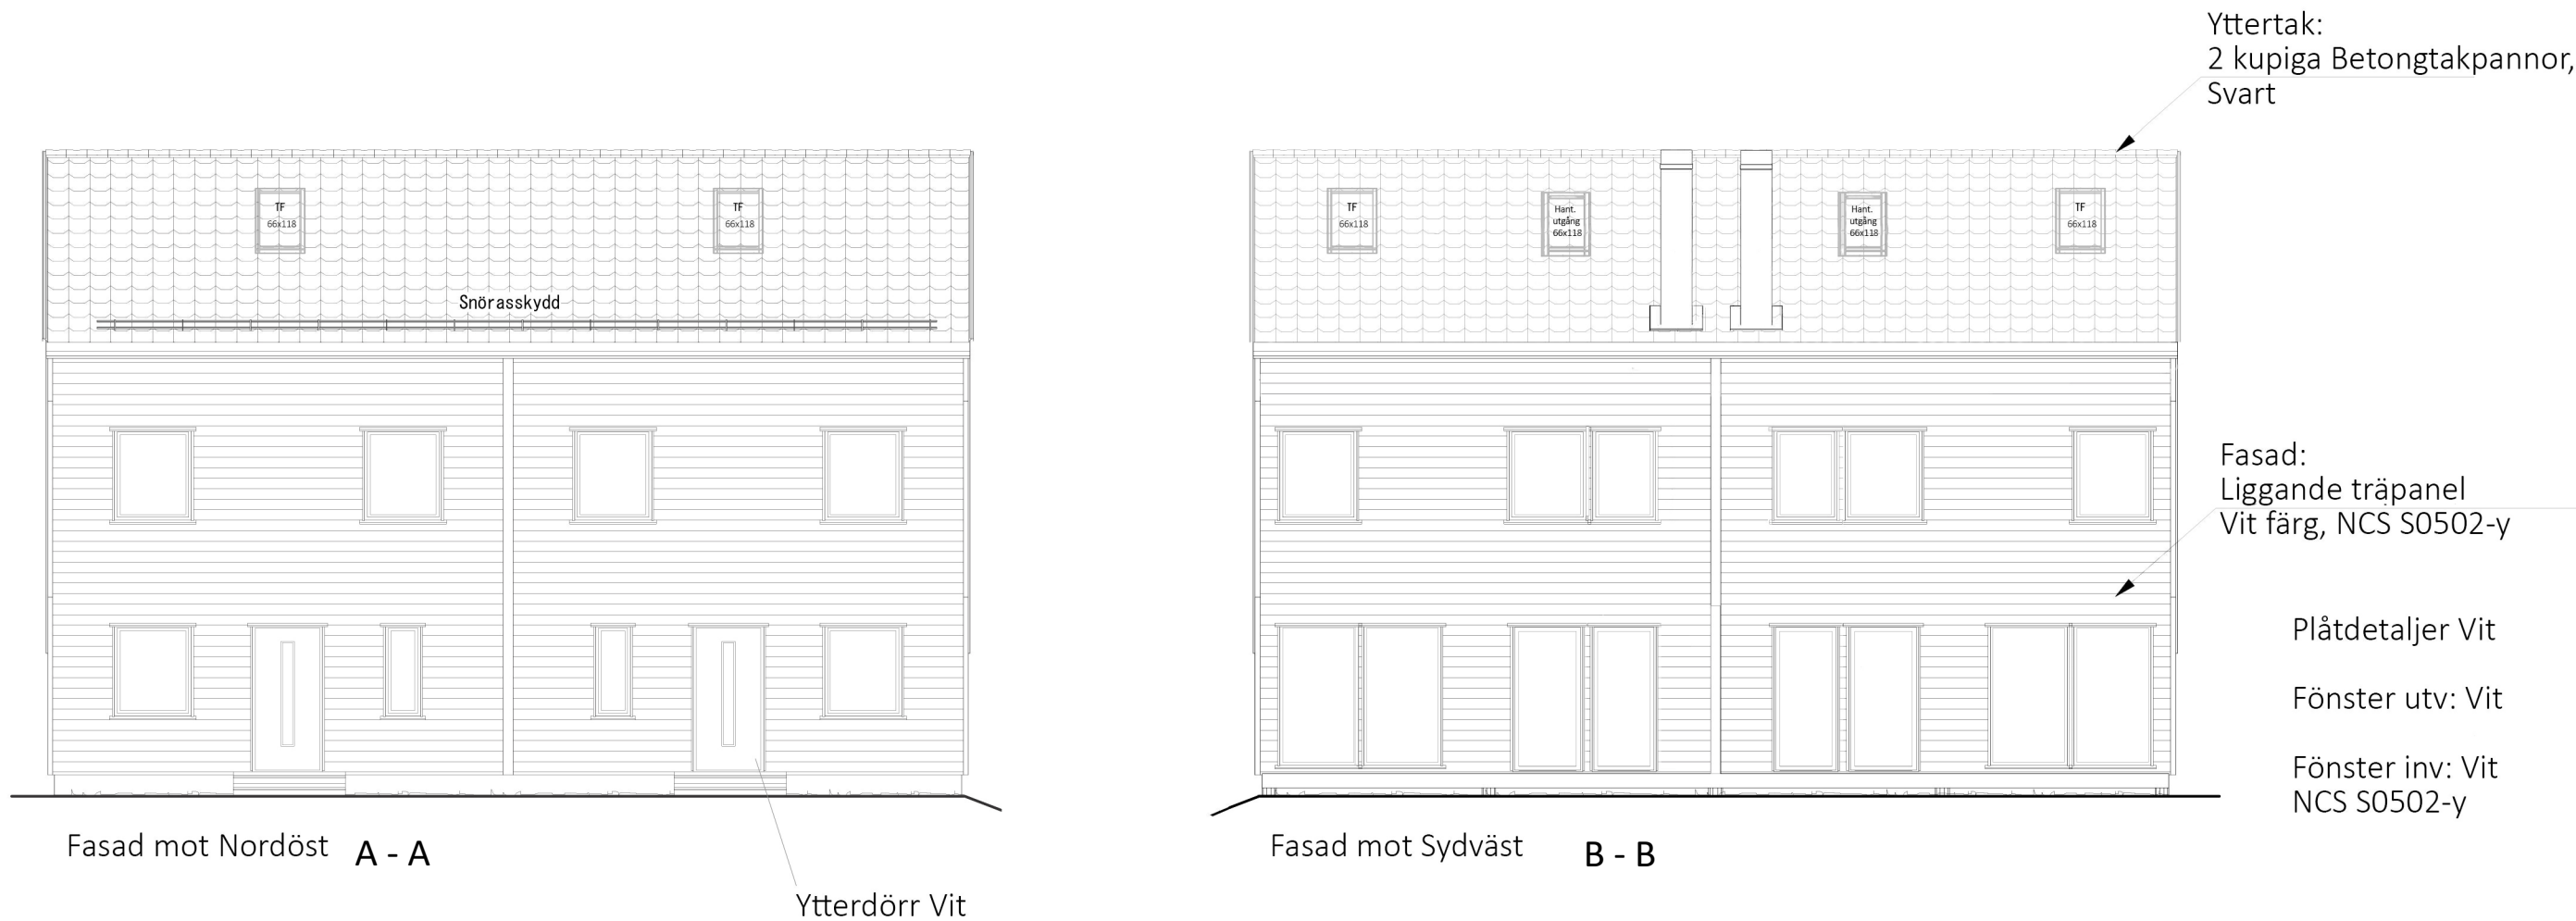 Yttertak:
2 kupiga Betongtakpannor,
Svart
TF
66x118
TF
66x118
Snörasskydd
TF
66x118
Hant.
utgång
66x118
Hant.
utgång
66x118
TF
66x118
Fasad:
Liggande träpanel
Vit färg, NCS S0502-y
Plåtdetaljer Vit
Fönster utv: Vit
Fönster inv: Vit
NCS S0502-y
Fasad mot Nordöst A - A
Fasad mot Sydväst B - B
Ytterdörr Vit